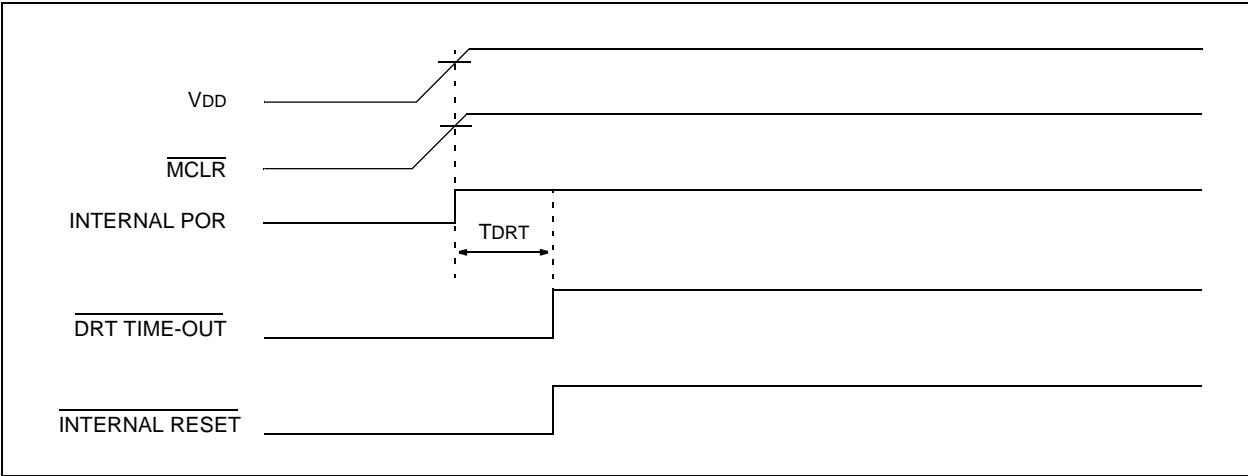 VDD
MCLR
INTERNAL POR
TDRT
DRT TIME-OUT
INTERNAL RESET